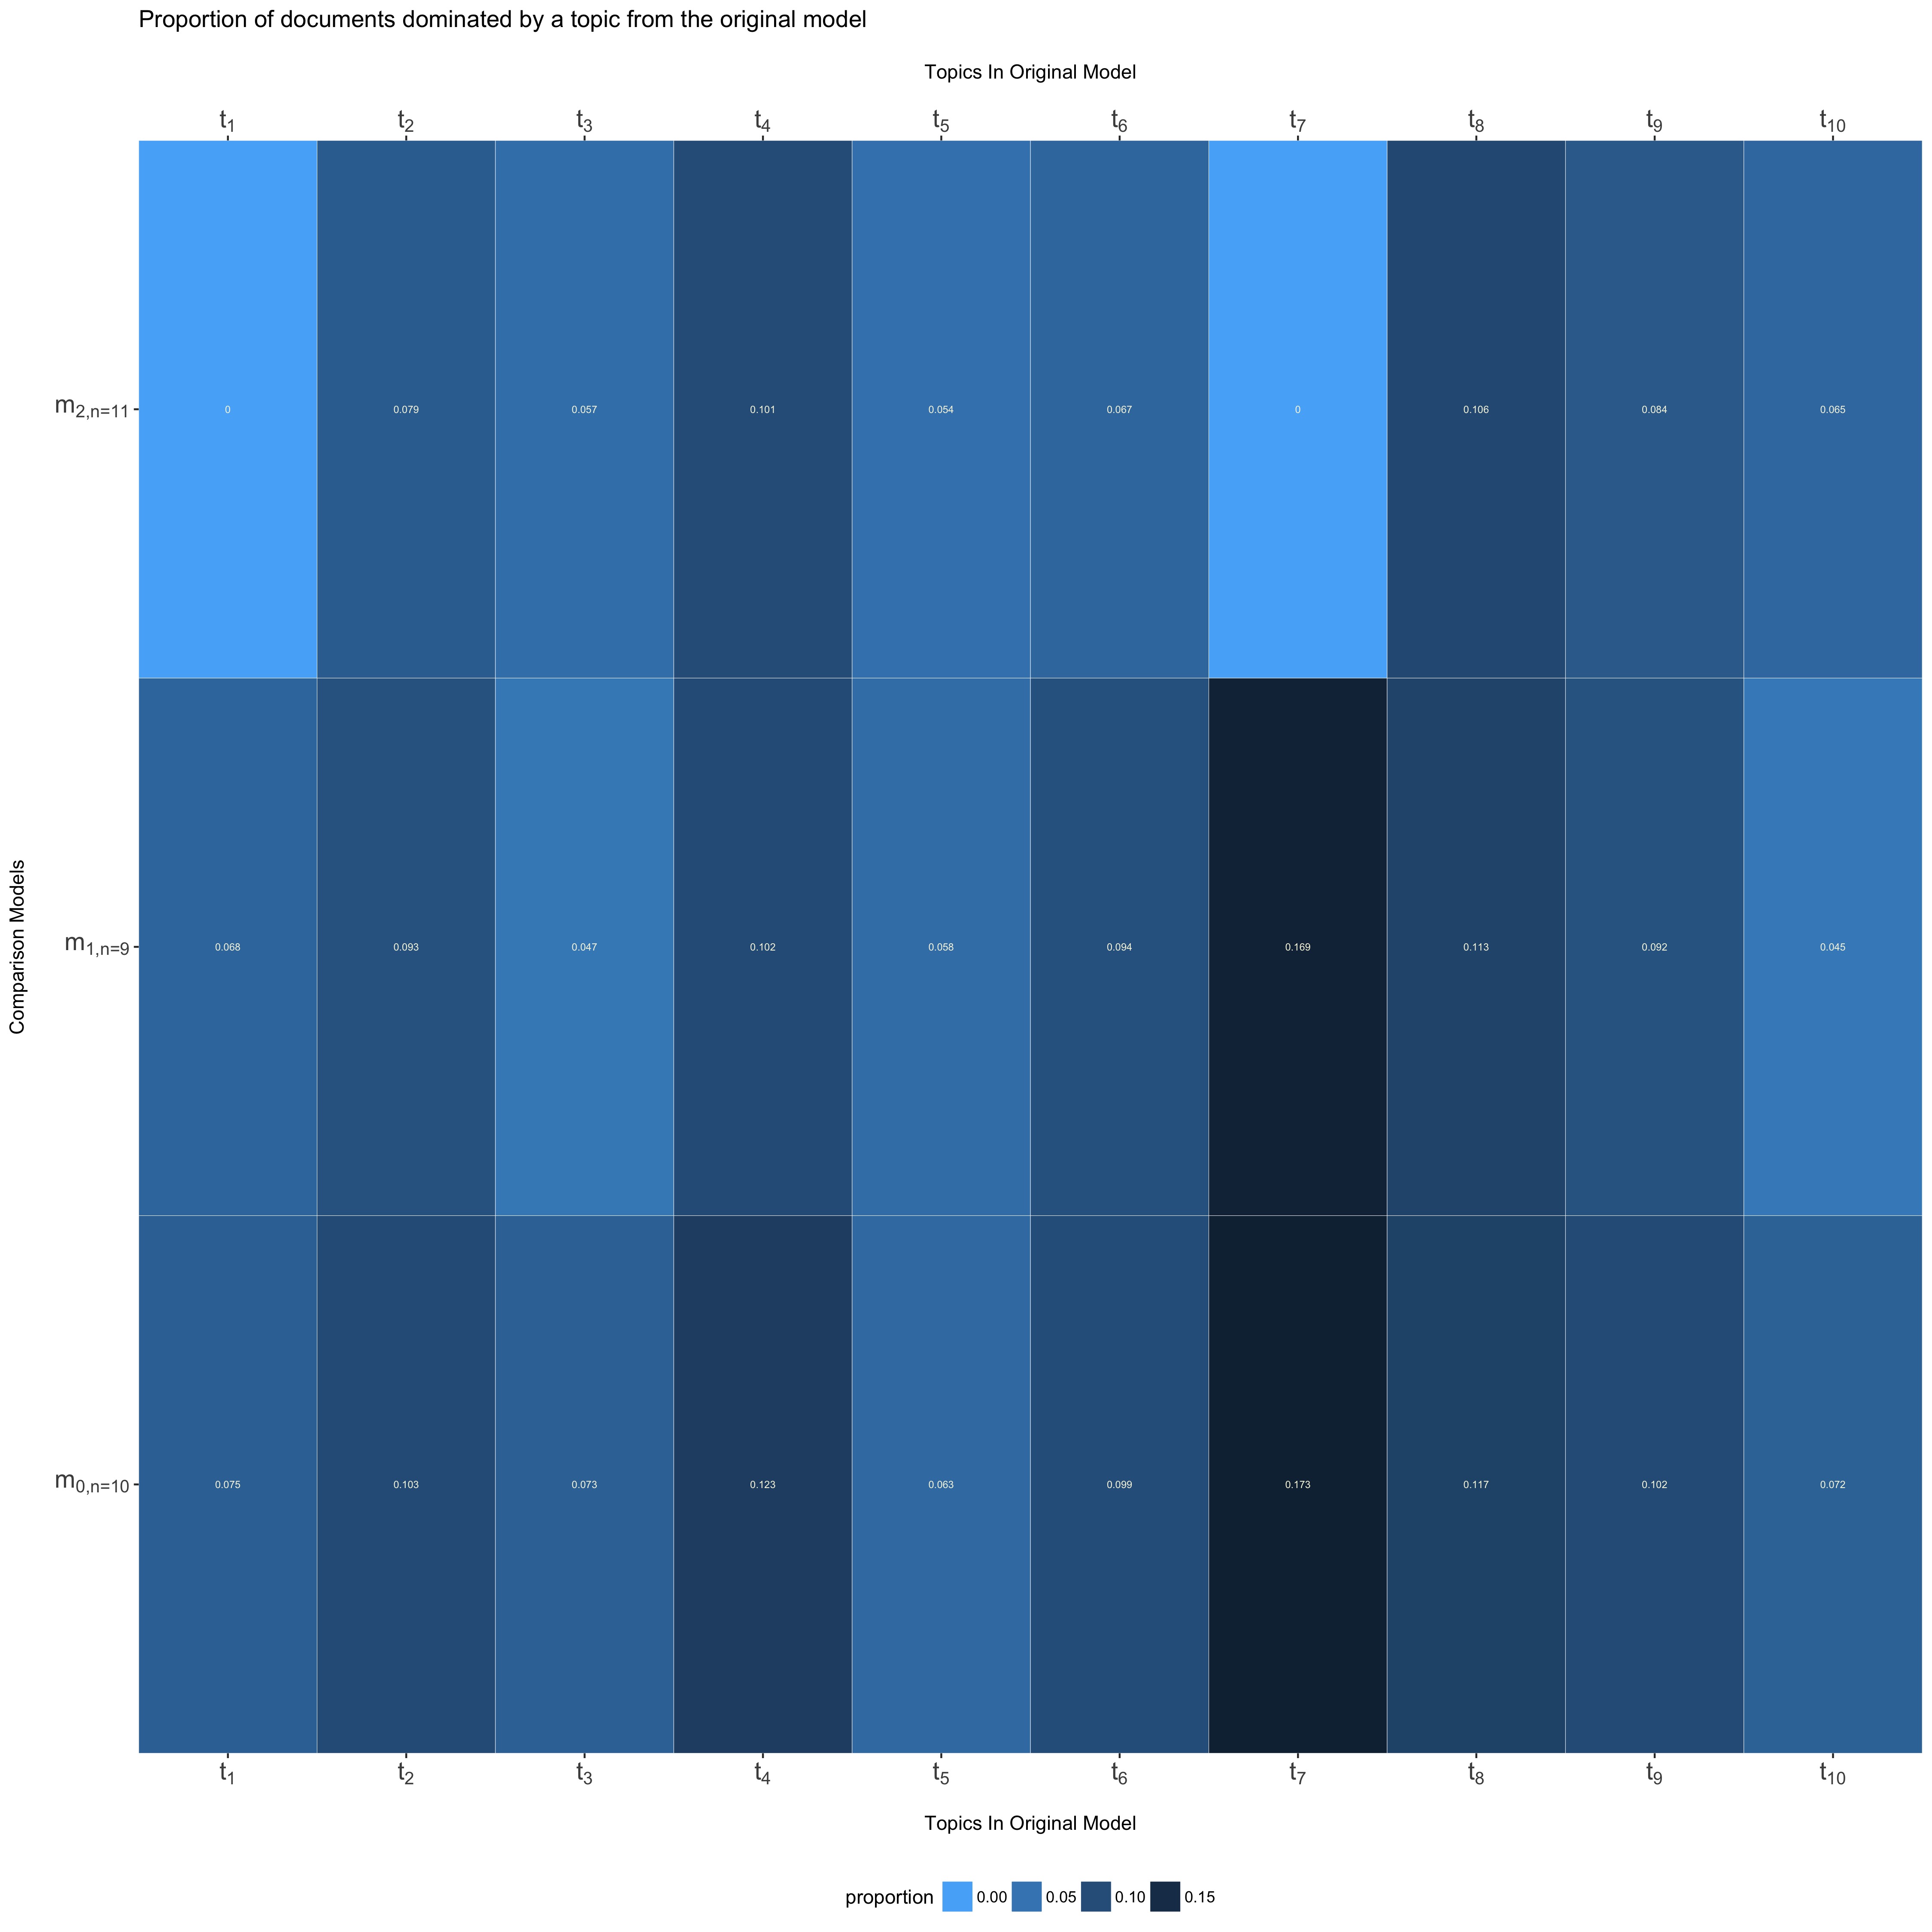 Proportion of documents dominated by a topic from the original model
Topics In Original Model
t1 t2 t3 t4 t5 t6 t7 t8 t9 t10
m2,n=11 0 0.079 0.057 0.101 0.054 0.067 0 0.106 0.084 0.065
Comparison Models
m1,n=9 0.068 0.093 0.047 0.102 0.058 0.094 0.169 0.113 0.092 0.045
m0,n=10 0.075 0.103 0.073 0.123 0.063 0.099 0.173 0.117 0.102 0.072
t1 t2 t3 t4 t5 t6 t7 t8 t9 t10
Topics In Original Model
proportion 0.00 0.05 0.10 0.15